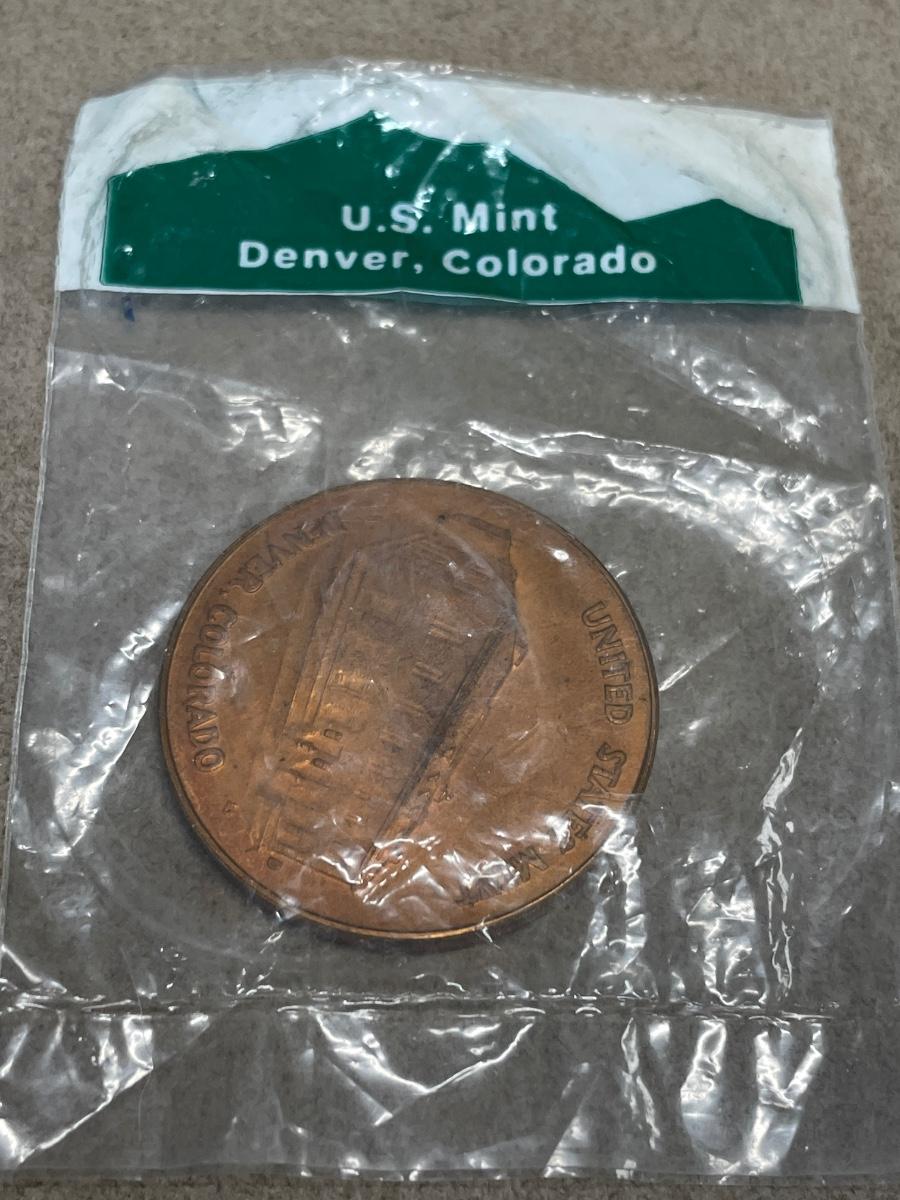 U.S. Mint
Denver, Colorado
UNITED STATES MINT
DENVER, COLORADO